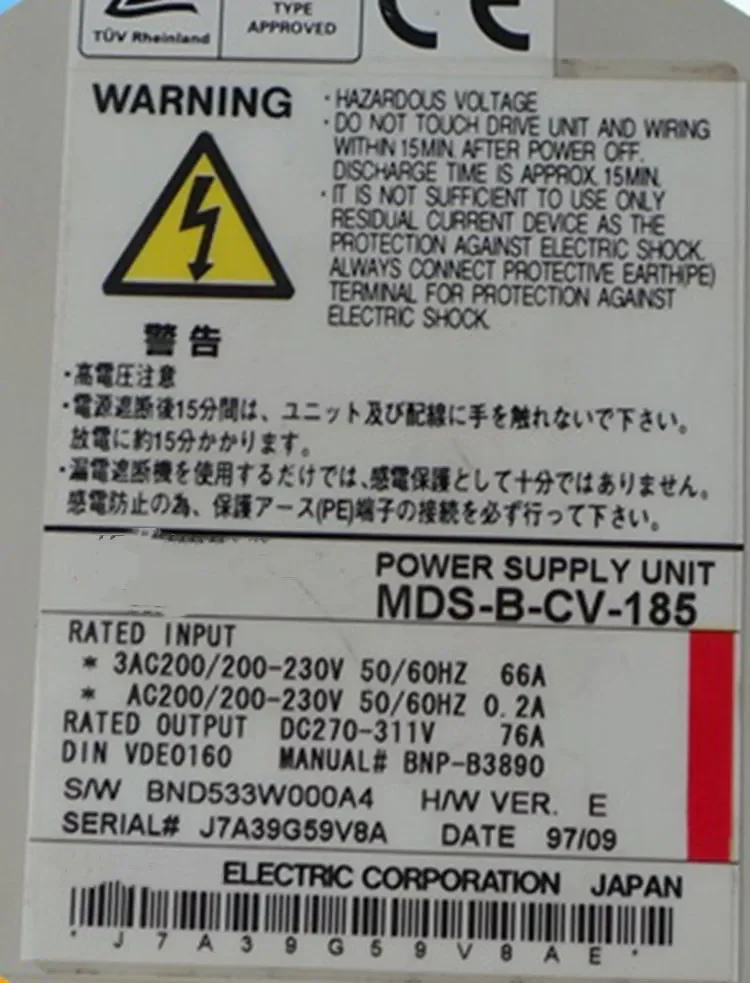 TÜV Rheinland
TYPE
APPROVED
CE
WARNING
・HAZARDOUS VOLTAGE
・DO NOT TOUCH DRIVE UNIT AND WIRING
WITHIN 15MIN. AFTER POWER OFF.
DISCHARGE TIME IS APPROX. 15MIN.
・IT IS NOT SUFFICIENT TO USE ONLY
RESIDUAL CURRENT DEVICE AS THE
PROTECTION AGAINST ELECTRIC SHOCK.
ALWAYS CONNECT PROTECTIVE EARTH(PE)
TERMINAL FOR PROTECTION AGAINST
ELECTRIC SHOCK.
警告
・高電圧注意
・電源遮断後15分間は、ユニット及び配線に手を触れないで下さい。
放電に約15分かかります。
・漏電遮断機を使用するだけでは、感電保護として十分ではありません。
感電防止の為、保護アース(PE)端子の接続を必ず行って下さい。
POWER SUPPLY UNIT
MDS-B-CV-185
RATED INPUT
* 3AC200/200-230V 50/60HZ 66A
* AC200/200-230V 50/60HZ 0.2A
RATED OUTPUT DC270-311V 76A
DIN VDE0160 MANUAL# BNP-B3890
S/W BND533W000A4 H/W VER. E
SERIAL# J7A39G59V8A DATE 97/09
ELECTRIC CORPORATION JAPAN
*J7A39G59V8AE*